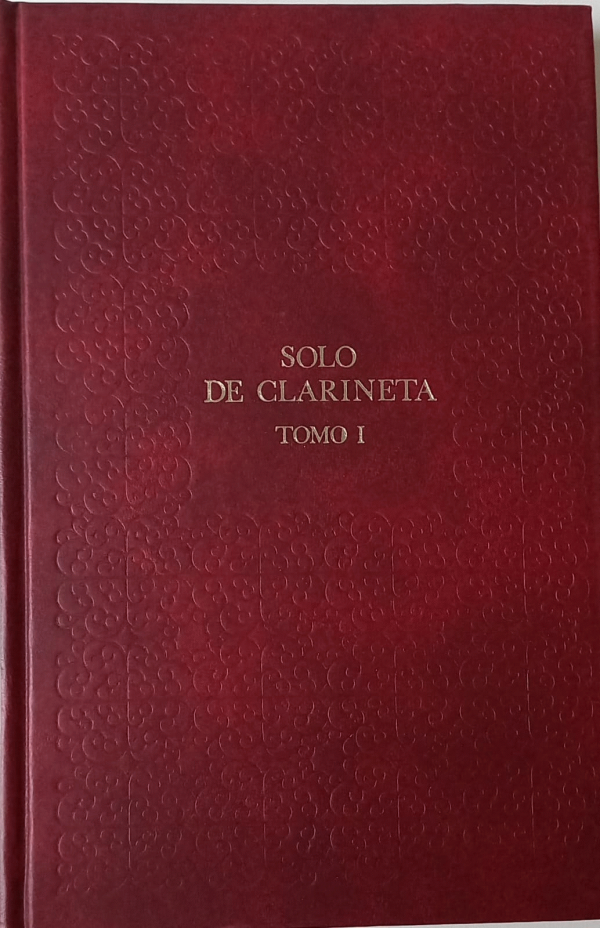 SOLO
DE CLARINETA
TOMO I